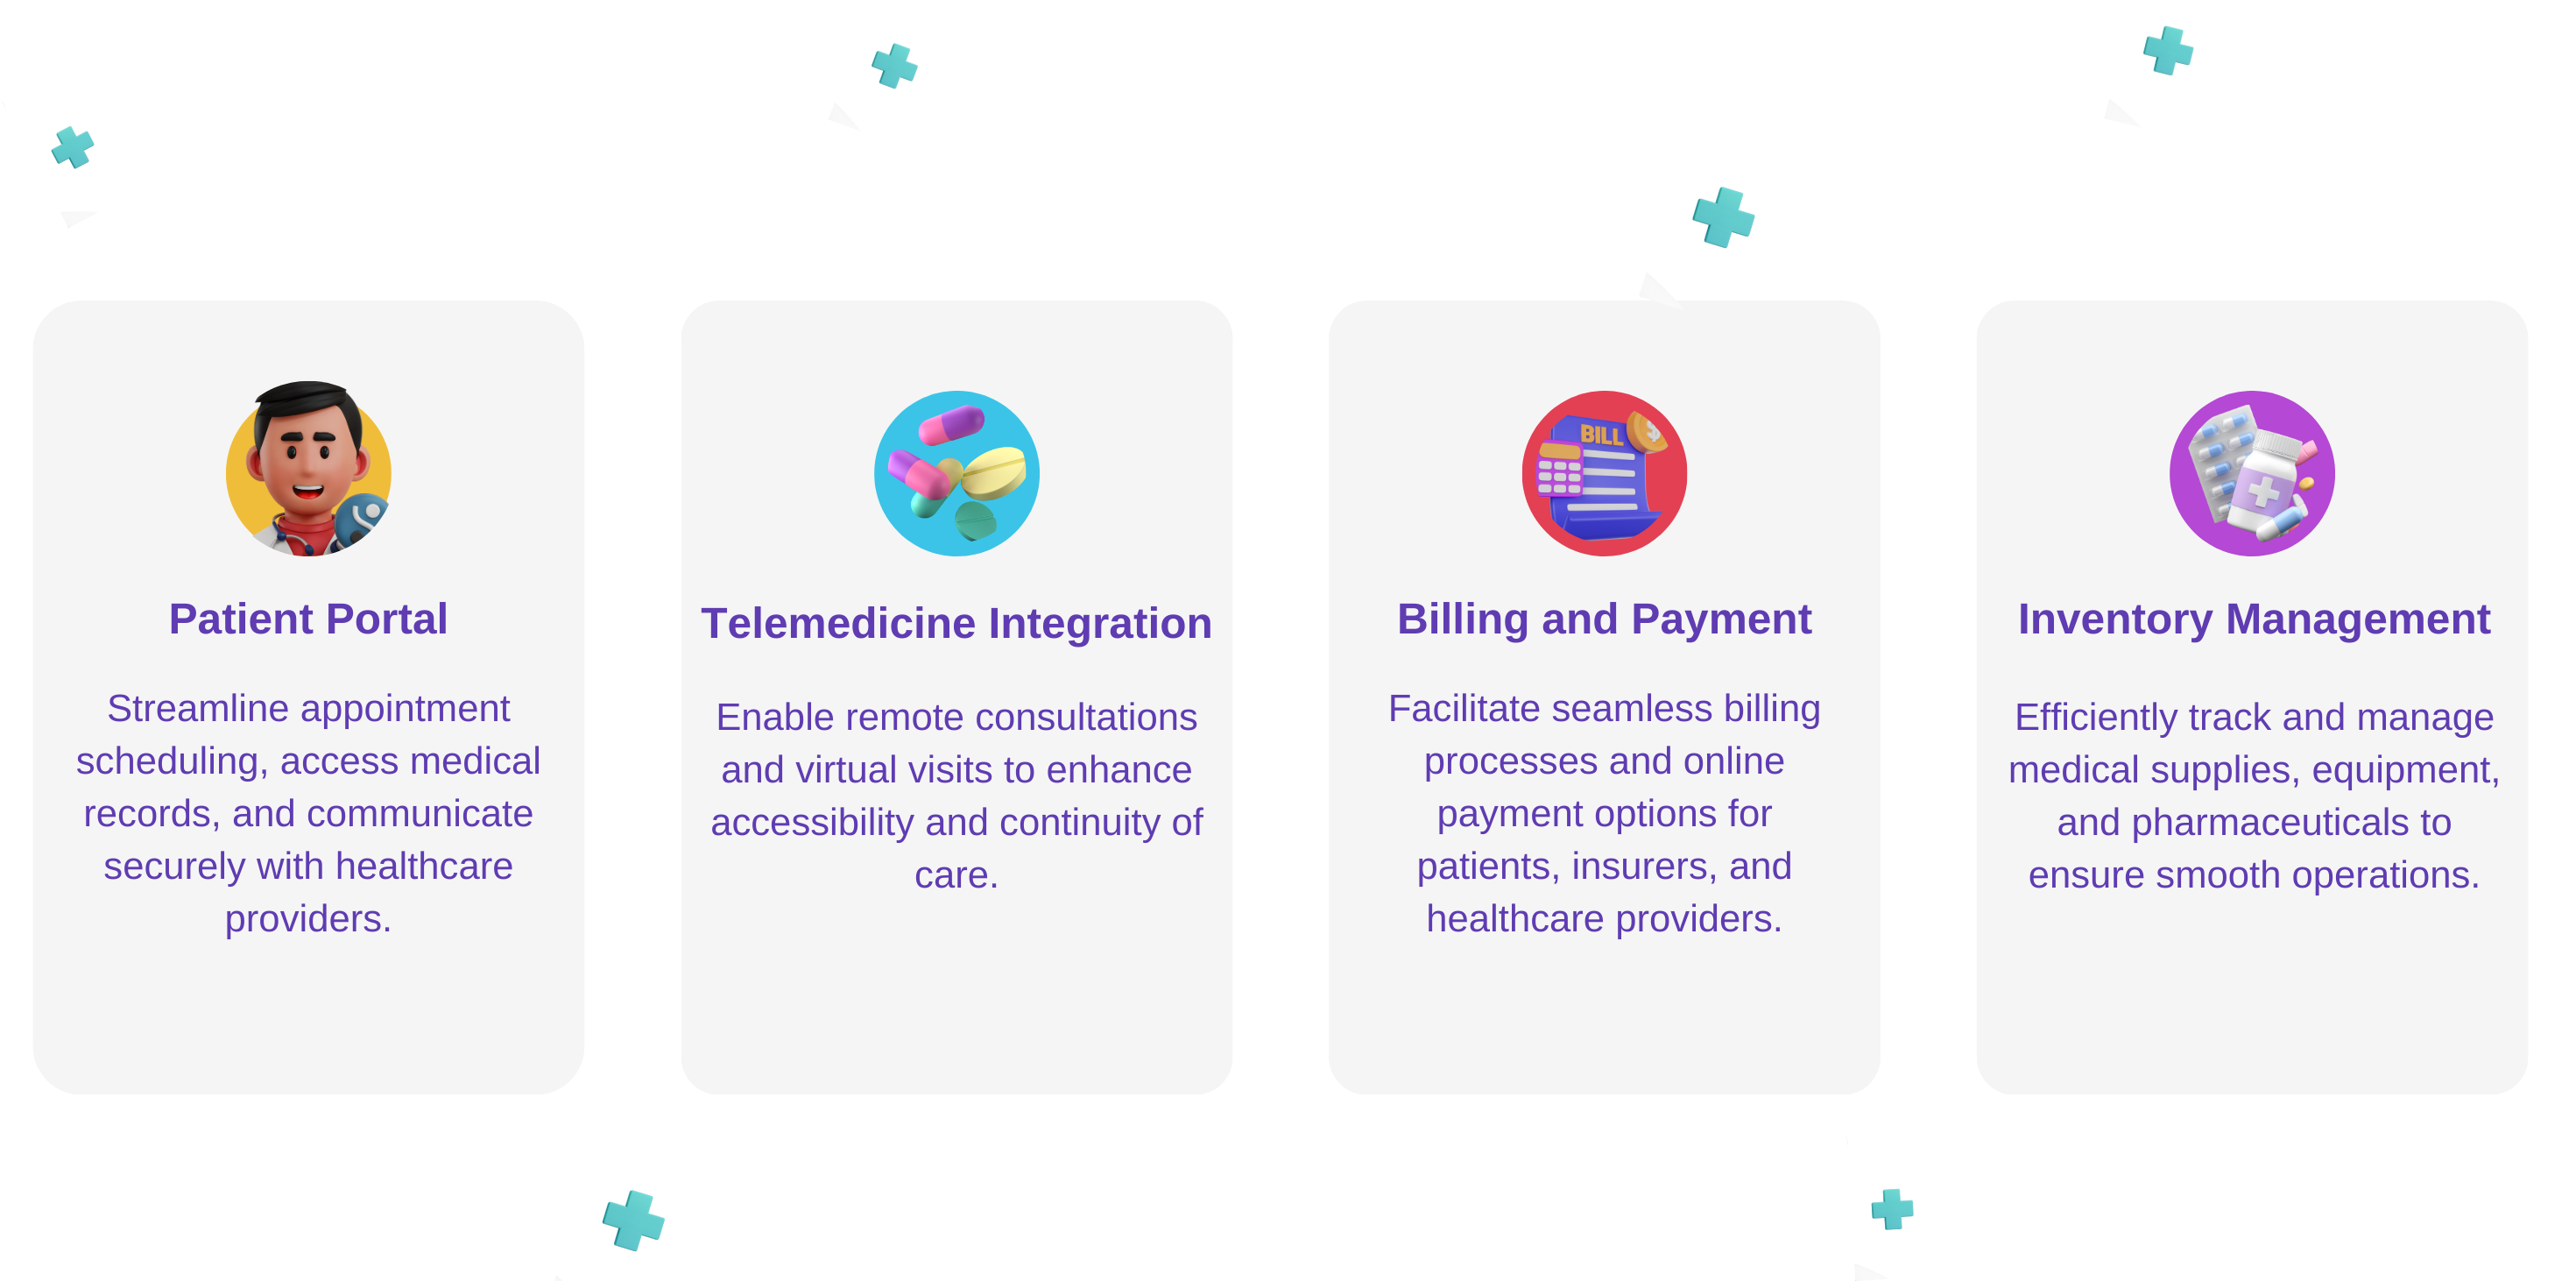 BILL
Patient Portal
Streamline appointment
scheduling, access medical
records, and communicate
securely with healthcare
providers.
Telemedicine Integration
Enable remote consultations
and virtual visits to enhance
accessibility and continuity of
care.
Billing and Payment
Facilitate seamless billing
processes and online
payment options for
patients, insurers, and
healthcare providers.
Inventory Management
Efficiently track and manage
medical supplies, equipment,
and pharmaceuticals to
ensure smooth operations.